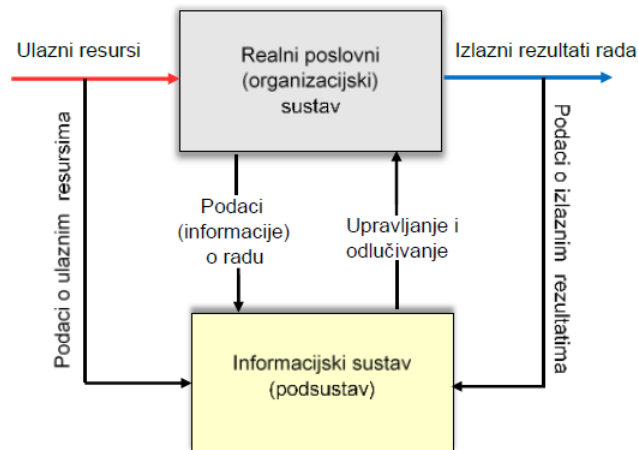 Ulazni resursi
Realni poslovni
(organizacijski)
sustav
Izlazni rezultati rada
Podaci o ulaznim resursima
Podaci
(informacije)
o radu
Upravljanje i
odlučivanje
Podaci o izlaznim rezultatima
Informacijski sustav
(podsustav)